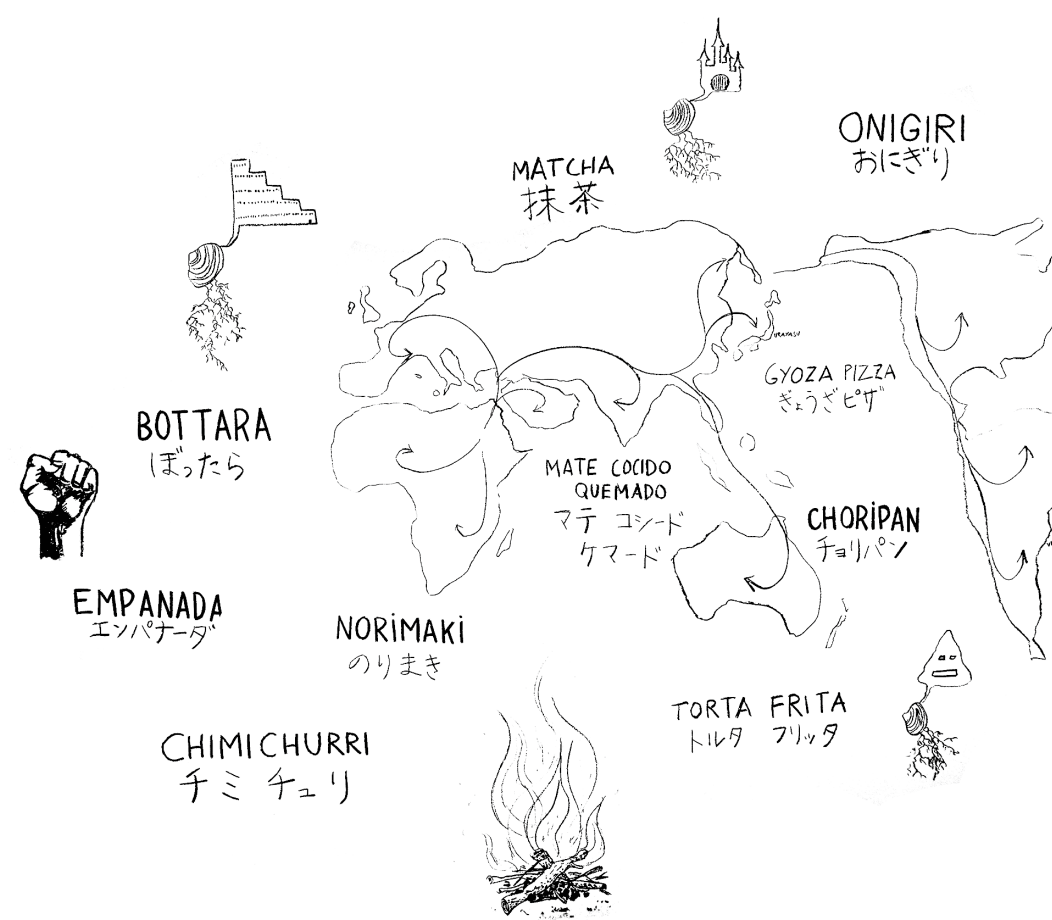 ONIGIRI
おにぎり
MATCHA
抹茶
URAYASU
GYOZA PIZZA
ぎょうざピザ
BOTTARA
ぼったら
MATE COCIDO
QUEMADO
マテ コシード
ケマード
CHORIPAN
チョリパン
EMPANADA
エンパナーダ
NORIMAKI
のりまき
TORTA FRITA
トルタ フリッタ
CHIMICHURRI
チミチュリ